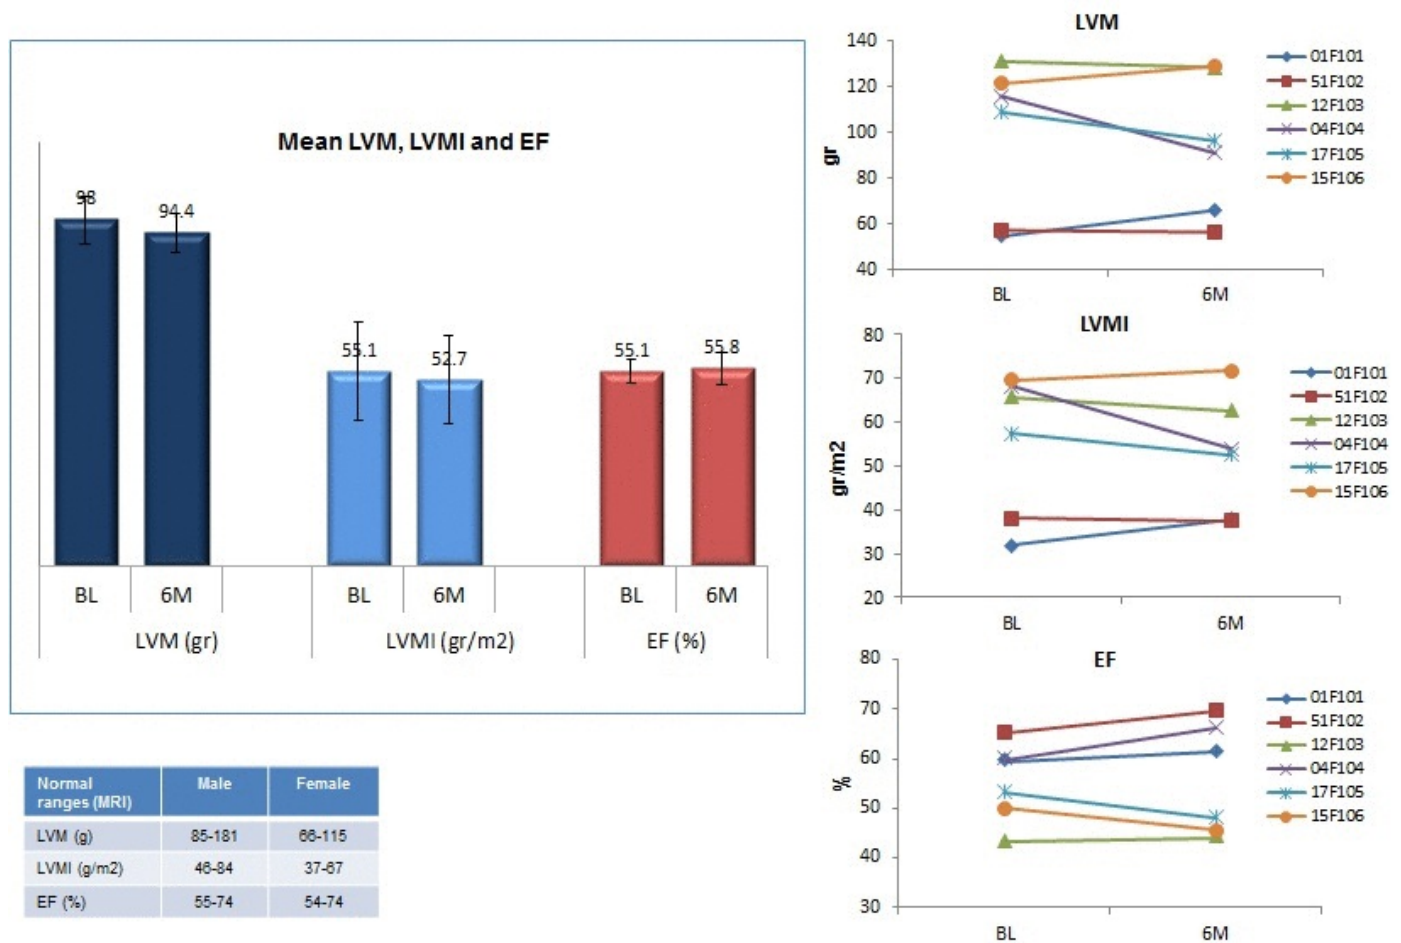 Mean LVM, LVMI and EF
98
94.4
55.1
52.7
55.1
55.8
BL 6M BL 6M BL 6M
LVM (gr) LVMI (gr/m2) EF (%)
Normal ranges (MRI) Male Female
LVM (g) 85-181 66-115
LVMI (g/m2) 46-84 37-67
EF (%) 55-74 54-74
LVM
140
120
100
80
60
40
gr
BL 6M
01F101
51F102
12F103
04F104
17F105
15F106
LVMI
80
70
60
50
40
30
20
gr/m2
BL 6M
01F101
51F102
12F103
04F104
17F105
15F106
EF
80
70
60
50
40
30
%
BL 6M
01F101
51F102
12F103
04F104
17F105
15F106